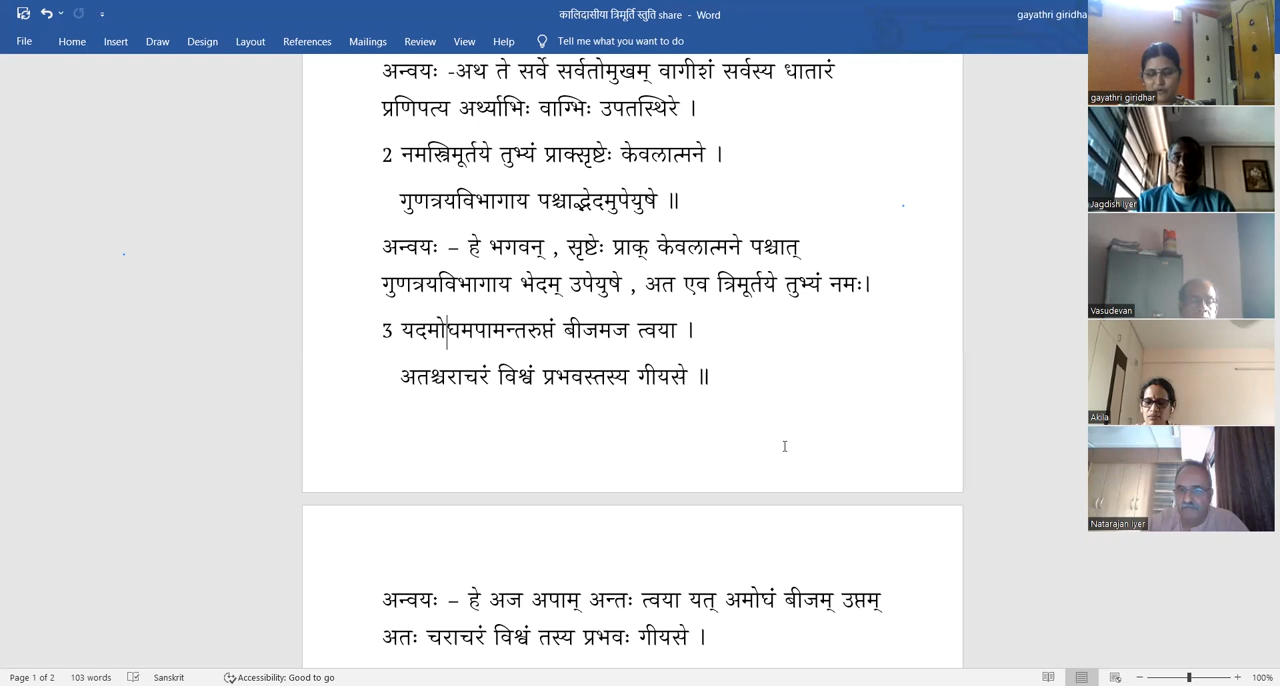 कालिदासीया त्रिमूर्ति स्तुति share - Word
gayathri giridha
File Home Insert Draw Design Layout References Mailings Review View Help Tell me what you want to do
अन्वयः -अथ ते सर्वे सर्वतोमुखम् वागीशं सर्वस्य धातारं
प्रणिपत्य अर्थ्याभिः वाग्भिः उपतस्थिरे ।
2 नमस्त्रिमूर्तये तुभ्यं प्राक्सृष्टेः केवलात्मने ।
गुणत्रयविभागाय पश्चाद्भेदमुपेयुषे ॥
अन्वयः – हे भगवन् , सृष्टेः प्राक् केवलात्मने पश्चात्
गुणत्रयविभागाय भेदम् उपेयुषे , अत एव त्रिमूर्तये तुभ्यं नमः।
3 यदमोघमपामन्तरुप्तं बीजमज त्वया ।
अतश्चराचरं विश्वं प्रभवस्तस्य गीयसे ॥
अन्वयः – हे अज अपाम् अन्तः त्वया यत् अमोघं बीजम् उप्तम्
अतः चराचरं विश्वं तस्य प्रभवः गीयसे ।
gayathri giridhar
Jagdish Iyer
Vasudevan
Akila
Natarajan Iyer
Page 1 of 2 103 words Sanskrit Accessibility: Good to go 100%